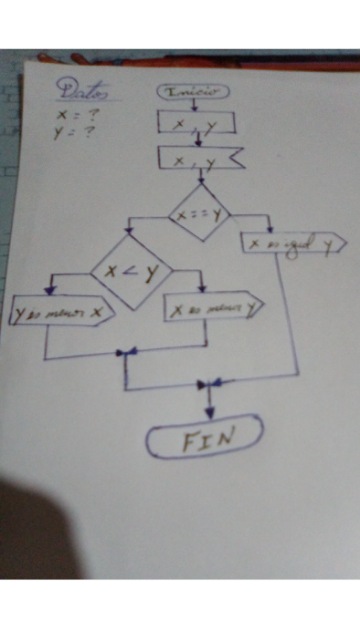 Datos
x = ?
y = ?
Inicio
x, y
x, y
x == y
x es igual y
x < y
y es menor x
x es menor y
FIN